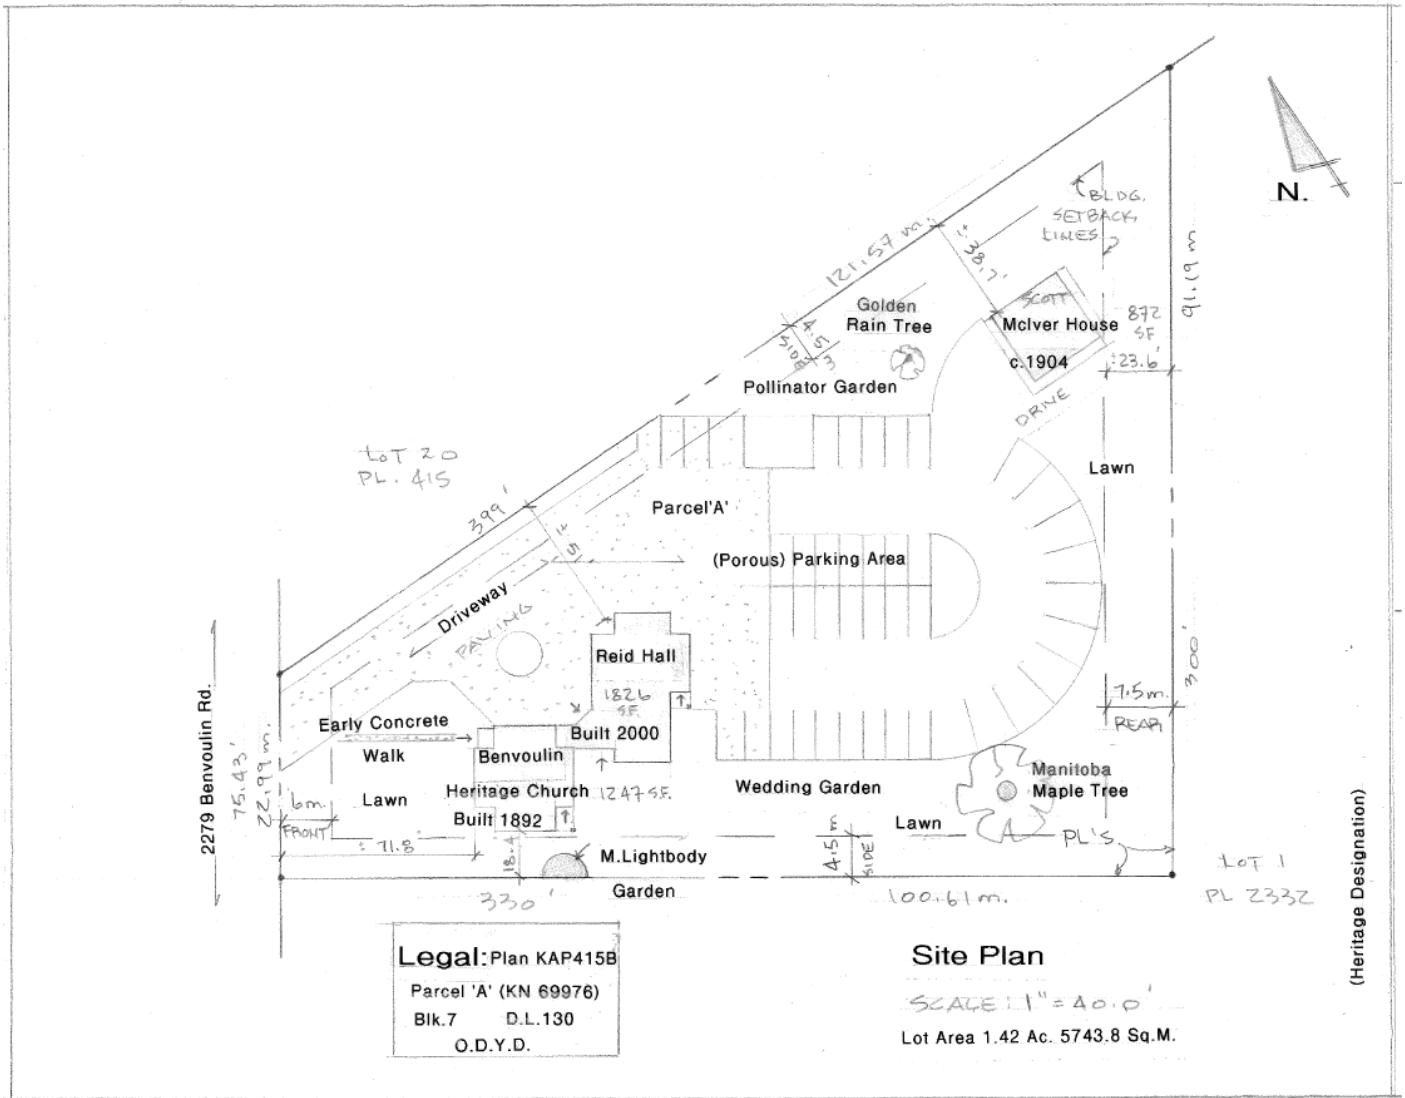 N.
BLDG.
SETBACK
LINES
121.57 m.
± 38.7'
91.19 m.
Golden
Rain Tree
SCOTT
McIver House
c.1904
872
SF
± 23.6'
4.5 m
SIDE
Pollinator Garden
DRIVE
LOT 20
PL. 415
Lawn
399'
Parcel'A'
± 51'
(Porous) Parking Area
Driveway
PAVING
Reid Hall
1826
S.F.
Built 2000
300'
7.5m.
REAR
2279 Benvoulin Rd.
75.43'
22.99 m.
Early Concrete
Walk
Benvoulin
Heritage Church
Built 1892
1247 S.F.
6m.
FRONT
Lawn
± 71.8'
18.4
Wedding Garden
Manitoba
Maple Tree
Lawn
4.5 m
SIDE
PL'S
M.Lightbody
Garden
330'
100.61m.
LOT 1
PL 2332
(Heritage Designation)
Legal: Plan KAP415B
Parcel 'A' (KN 69976)
Blk.7 D.L.130
O.D.Y.D.
Site Plan
SCALE: 1" = 40.0'
Lot Area 1.42 Ac. 5743.8 Sq.M.